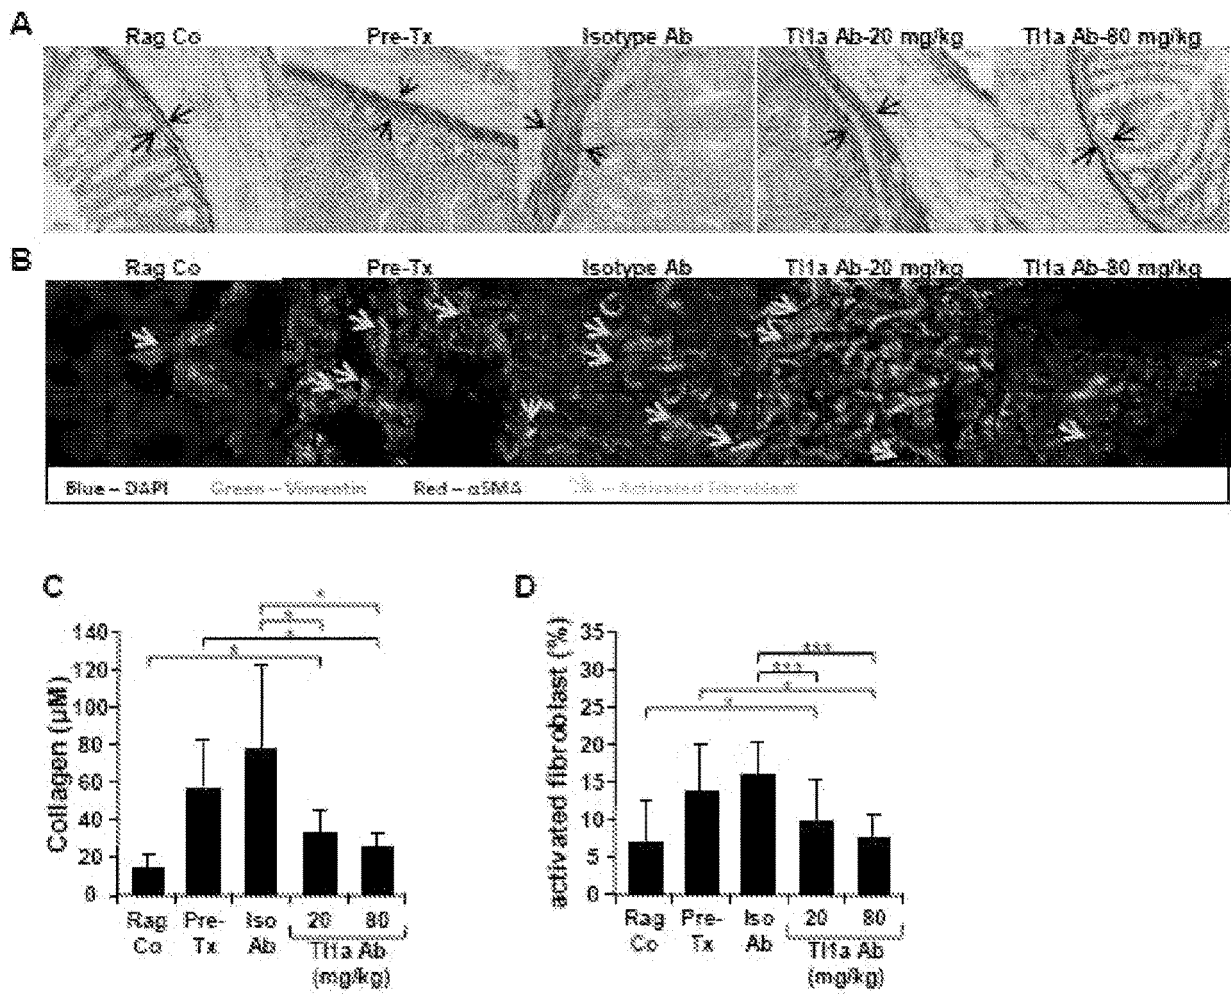 A
Rag Co Pre-Tx Isotype Ab Tl1a Ab-20 mg/kg Tl1a Ab-80 mg/kg
B
Rag Co Pre-Tx Isotype Ab Tl1a Ab-20 mg/kg Tl1a Ab-80 mg/kg
Blue – DAPI Green – Vimentin Red – αSMA – Activated fibroblast
C
Collagen (µM)
140
120
100
80
60
40
20
0
*
*
*
*
Rag Co
Pre-Tx
Iso Ab
20 80
Tl1a Ab
(mg/kg)
D
activated fibroblast (%)
35
30
25
20
15
10
5
0
***
***
*
*
Rag Co
Pre-Tx
Iso Ab
20 80
Tl1a Ab
(mg/kg)